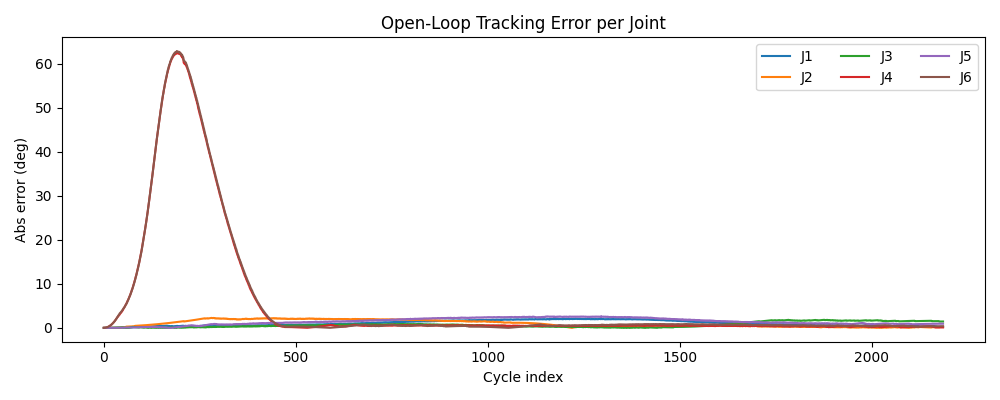 Open-Loop Tracking Error per Joint
Abs error (deg)
60
50
40
30
20
10
0
J1 J3 J5
J2 J4 J6
0 500 1000 1500 2000
Cycle index